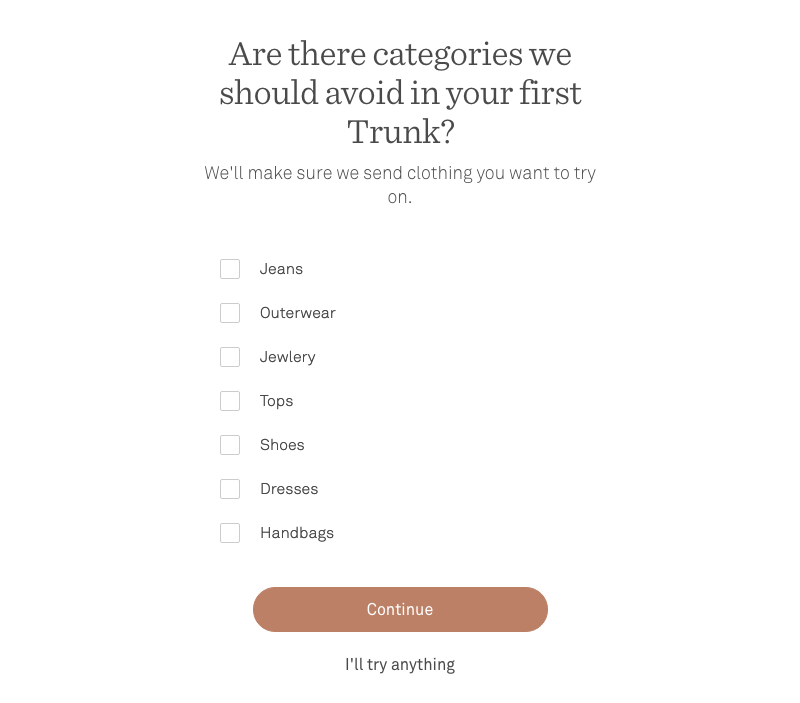 Are there categories we
should avoid in your first
Trunk?
We'll make sure we send clothing you want to try
on.
Jeans
Outerwear
Jewlery
Tops
Shoes
Dresses
Handbags
Continue
I'll try anything